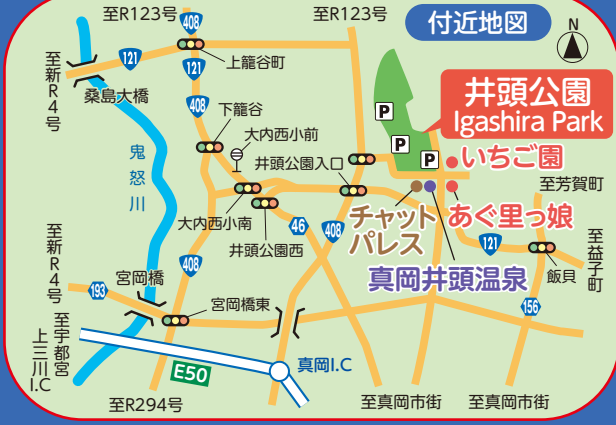 至R123号
408
至R123号
付近地図
N
至新R4号
121
上籠谷町
121
桑島大橋
408
下籠谷
大内西小前
P
P
P
井頭公園
Igashira Park
鬼怒川
井頭公園入口
いちご園
至芳賀町
大内西小南
チャット
パレス
あぐ里っ娘
井頭公園西
46
408
121
至益子町
至新R4号
408
真岡井頭温泉
飯貝
宮岡橋
193
宮岡橋東
156
至宇都宮
上三川I.C
E50
真岡I.C
至R294号
至真岡市街
至真岡市街